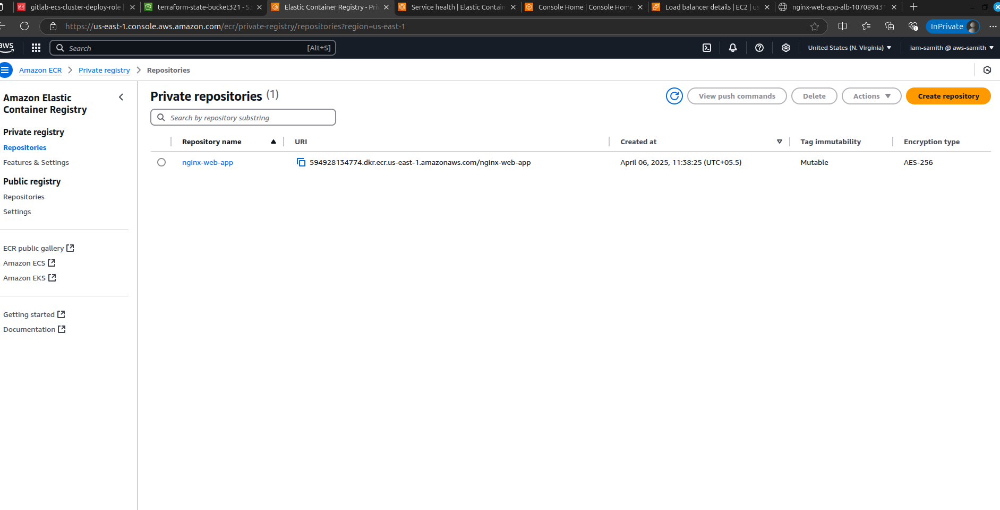 gitlab-ecs-cluster-deploy-role
terraform-state-bucket321 - S3
Elastic Container Registry - Pri
Service health | Elastic Contain
Console Home | Console Home
Load balancer details | EC2 | us
nginx-web-app-alb-107089431
https://us-east-1.console.aws.amazon.com/ecr/private-registry/repositories?region=us-east-1
InPrivate
aws
Search
[Alt+S]
United States (N. Virginia)
iam-samith @ aws-samith
Amazon ECR
Private registry
Repositories
Amazon Elastic
Container Registry
Private registry
Repositories
Features & Settings
Public registry
Repositories
Settings
ECR public gallery
Amazon ECS
Amazon EKS
Getting started
Documentation
Private repositories (1)
View push commands
Delete
Actions
Create repository
Search by repository substring
Repository name
URI
Created at
Tag immutability
Encryption type
nginx-web-app
594928134774.dkr.ecr.us-east-1.amazonaws.com/nginx-web-app
April 06, 2025, 11:38:25 (UTC+05.5)
Mutable
AES-256